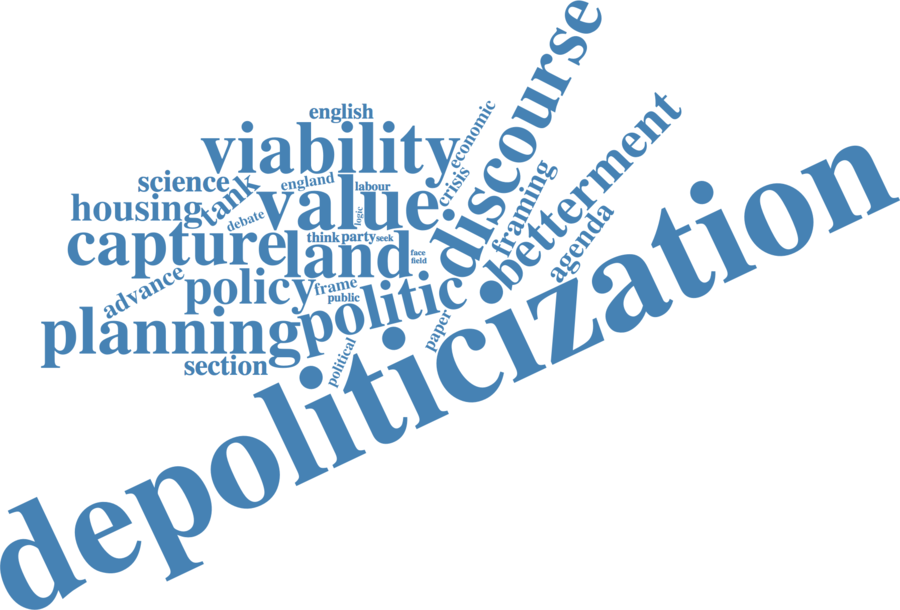 english
viability
economic
discourse
science
tank
england
labour
crisis
housing
debate
value
logic
framing
betterment
capture
land
think
party
seek
face
field
agenda
advance
policy
frame
public
politic
planning
paper
section
political
depoliticization